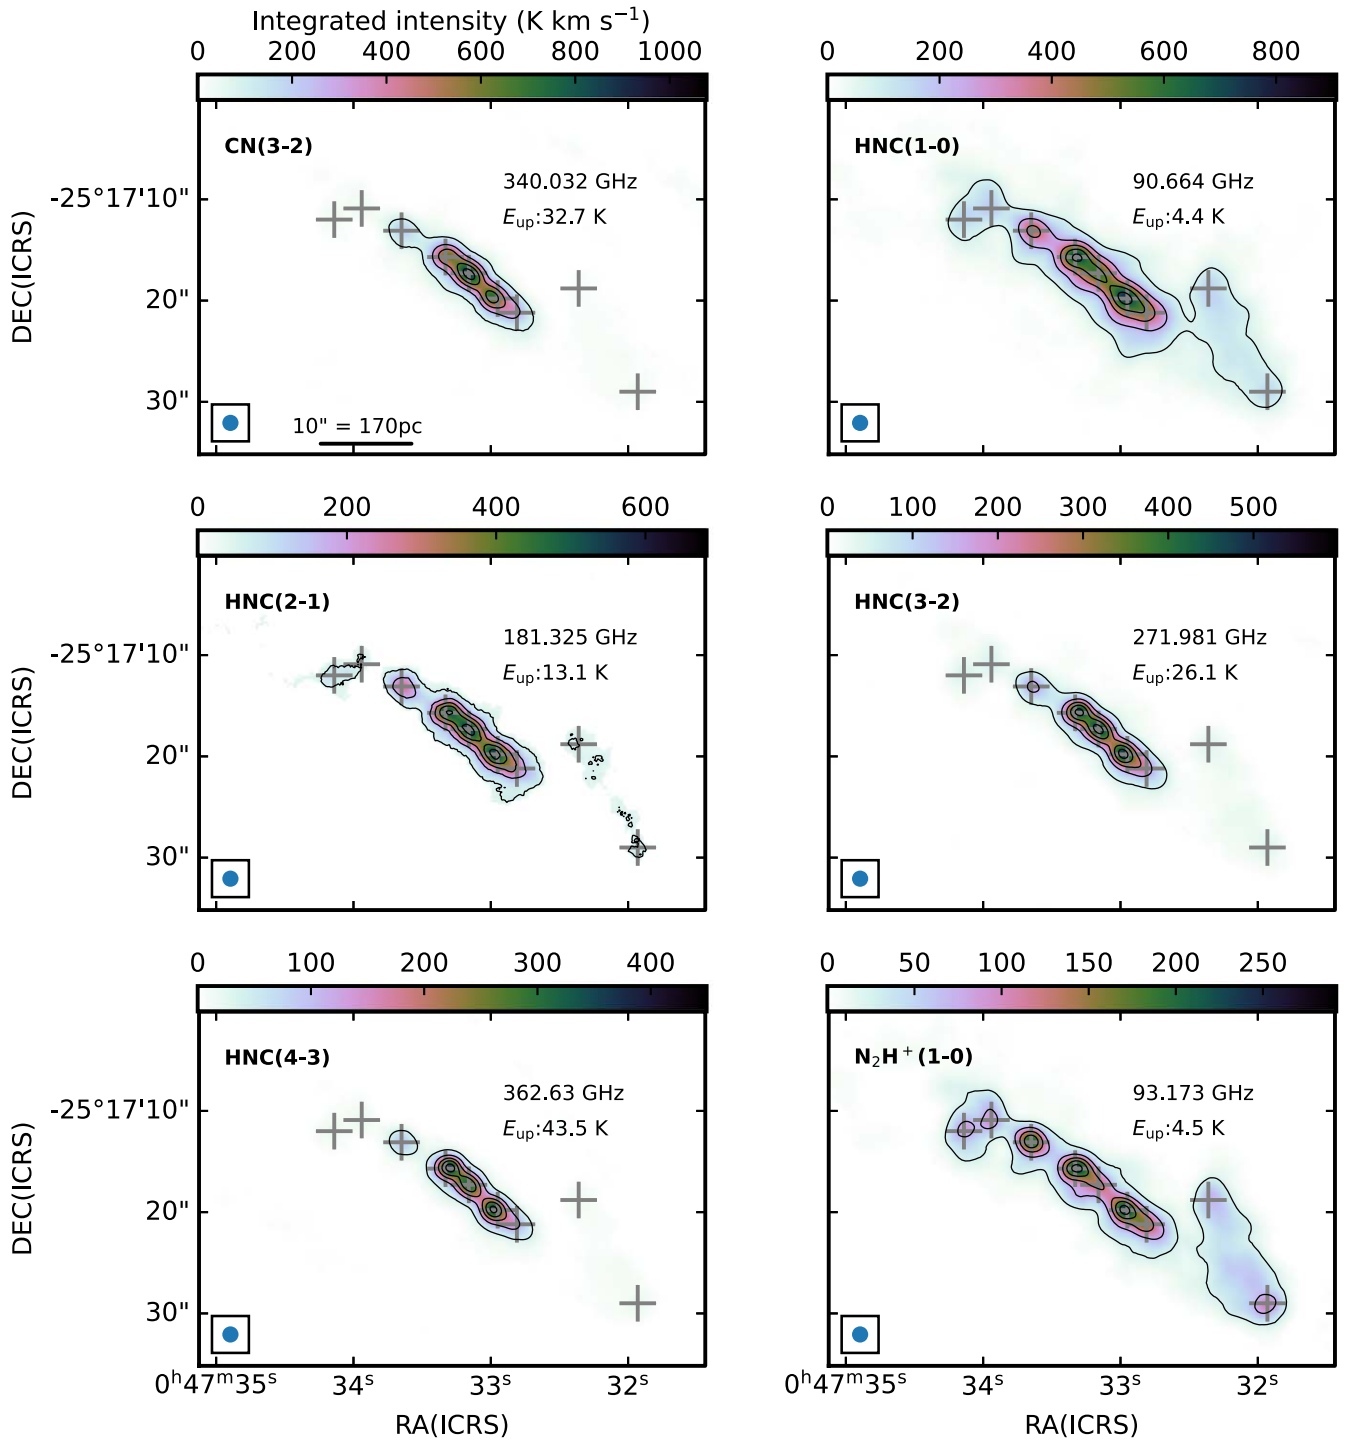 Integrated intensity (K km s⁻¹)
0 200 400 600 800 1000
0 200 400 600 800
CN(3-2)
340.032 GHz
E_up:32.7 K
HNC(1-0)
90.664 GHz
E_up:4.4 K
DEC(ICRS)
-25°17'10"
20"
30"
10" = 170pc
0 200 400 600
0 100 200 300 400 500
HNC(2-1)
181.325 GHz
E_up:13.1 K
HNC(3-2)
271.981 GHz
E_up:26.1 K
DEC(ICRS)
-25°17'10"
20"
30"
0 100 200 300 400
0 50 100 150 200 250
HNC(4-3)
362.63 GHz
E_up:43.5 K
N₂H⁺(1-0)
93.173 GHz
E_up:4.5 K
DEC(ICRS)
-25°17'10"
20"
30"
0ʰ47ᵐ35ˢ 34ˢ 33ˢ 32ˢ
0ʰ47ᵐ35ˢ 34ˢ 33ˢ 32ˢ
RA(ICRS)
RA(ICRS)